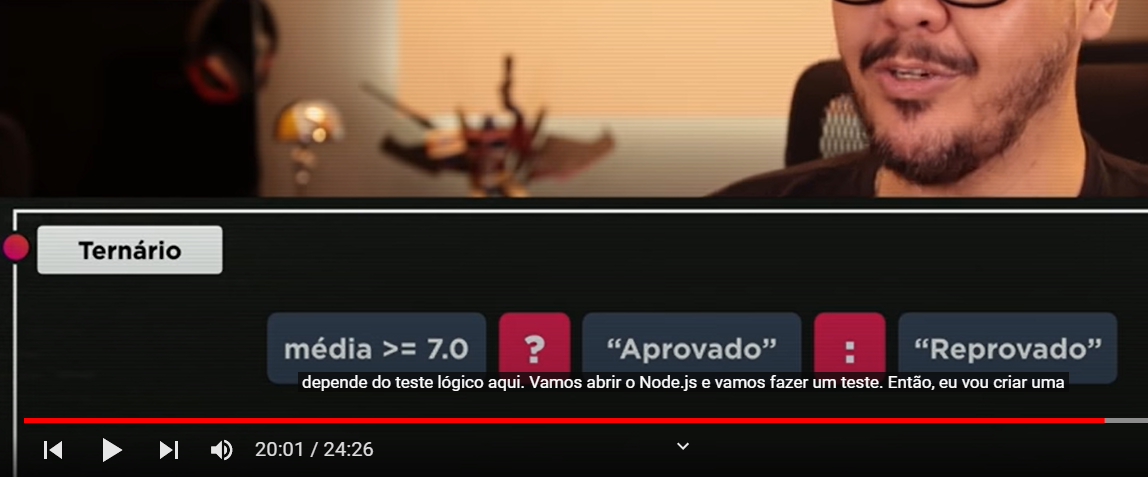 Ternário
média >= 7.0 ? “Aprovado” : “Reprovado”
depende do teste lógico aqui. Vamos abrir o Node.js e vamos fazer um teste. Então, eu vou criar uma
20:01 / 24:26